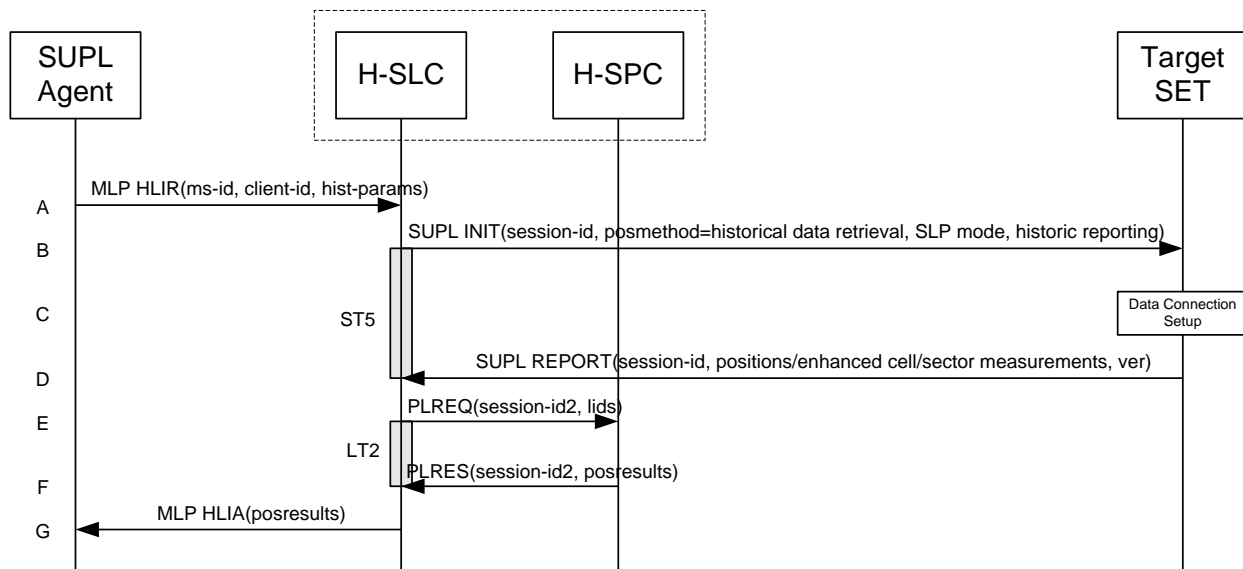 SUPL
Agent
H-SLC
H-SPC
Target
SET
A
MLP HLIR(ms-id, client-id, hist-params)
B
SUPL INIT(session-id, posmethod=historical data retrieval, SLP mode, historic reporting)
C
ST5
Data Connection
Setup
D
SUPL REPORT(session-id, positions/enhanced cell/sector measurements, ver)
E
PLREQ(session-id2, lids)
LT2
F
PLRES(session-id2, posresults)
G
MLP HLIA(posresults)